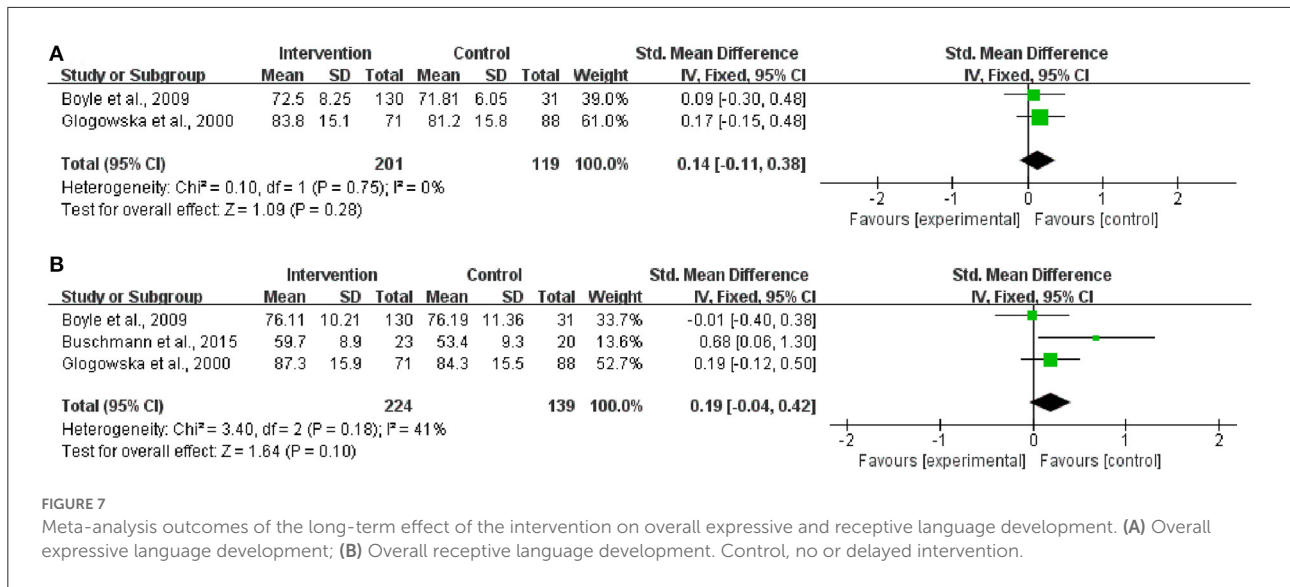 A
Intervention Control Std. Mean Difference Std. Mean Difference
Study or Subgroup Mean SD Total Mean SD Total Weight IV, Fixed, 95% CI IV, Fixed, 95% CI
Boyle et al., 2009 72.5 8.25 130 71.81 6.05 31 39.0% 0.09 [-0.30, 0.48]
Glogowska et al., 2000 83.8 15.1 71 81.2 15.8 88 61.0% 0.17 [-0.15, 0.48]
Total (95% CI) 201 119 100.0% 0.14 [-0.11, 0.38]
Heterogeneity: Chi² = 0.10, df = 1 (P = 0.75); I² = 0%
Test for overall effect: Z = 1.09 (P = 0.28)
-2 -1 0 1 2
Favours [experimental] Favours [control]
B
Intervention Control Std. Mean Difference Std. Mean Difference
Study or Subgroup Mean SD Total Mean SD Total Weight IV, Fixed, 95% CI IV, Fixed, 95% CI
Boyle et al., 2009 76.11 10.21 130 76.19 11.36 31 33.7% -0.01 [-0.40, 0.38]
Buschmann et al., 2015 59.7 8.9 23 53.4 9.3 20 13.6% 0.68 [0.06, 1.30]
Glogowska et al., 2000 87.3 15.9 71 84.3 15.5 88 52.7% 0.19 [-0.12, 0.50]
Total (95% CI) 224 139 100.0% 0.19 [-0.04, 0.42]
Heterogeneity: Chi² = 3.40, df = 2 (P = 0.18); I² = 41%
Test for overall effect: Z = 1.64 (P = 0.10)
-2 -1 0 1 2
Favours [experimental] Favours [control]
FIGURE 7
Meta-analysis outcomes of the long-term effect of the intervention on overall expressive and receptive language development. (A) Overall
expressive language development; (B) Overall receptive language development. Control, no or delayed intervention.